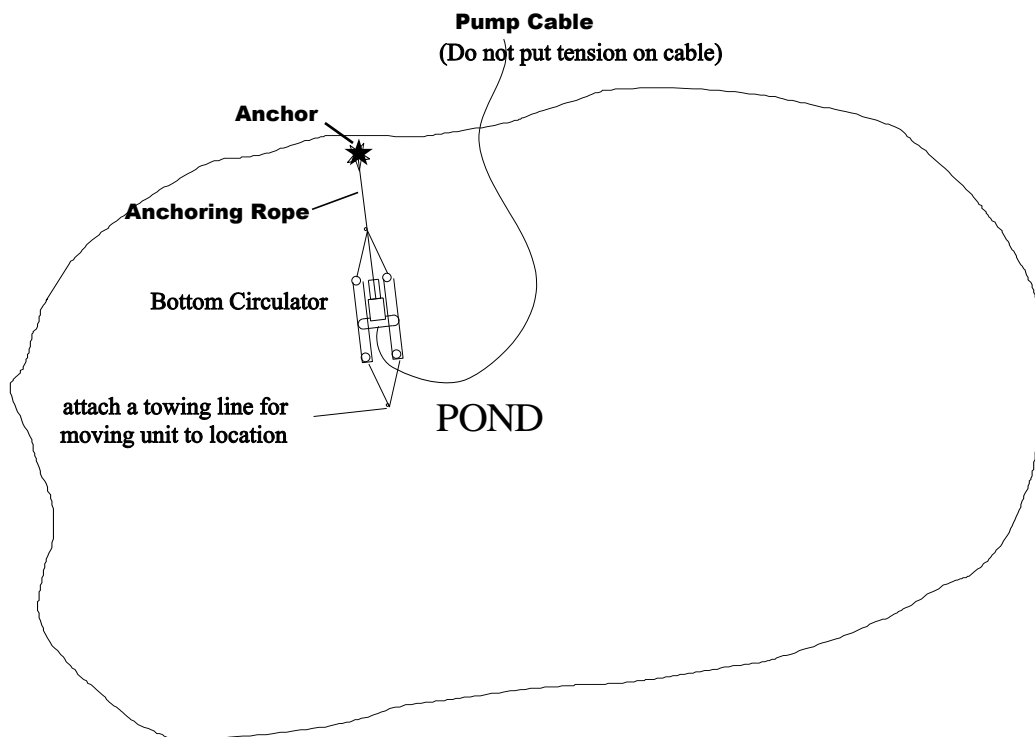 Pump Cable
(Do not put tension on cable)
Anchor
Anchoring Rope
Bottom Circulator
attach a towing line for
moving unit to location
POND